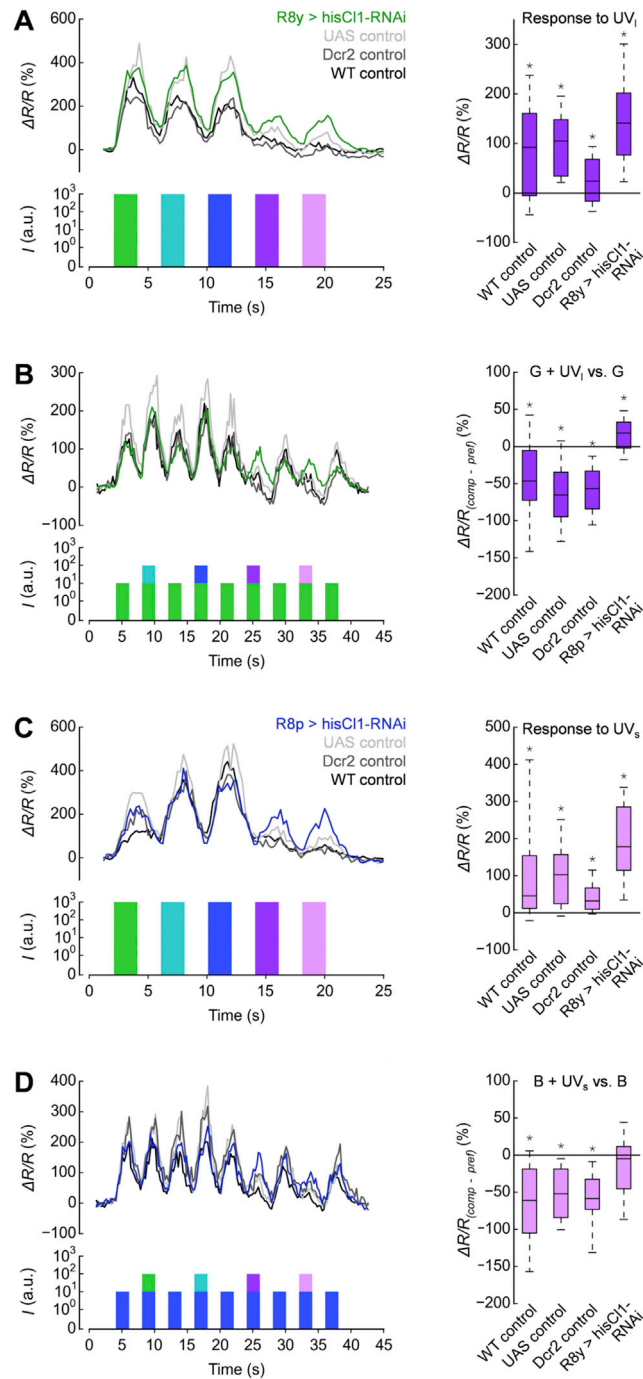 A
R8y > hisCl1-RNAi
UAS control
Dcr2 control
WT control
600
400
200
0
ΔR/R (%)
10³
10²
10¹
10⁰
0
I (a.u.)
0 5 10 15 20 25
Time (s)
Response to UVₗ
300
200
100
0
−100
ΔR/R (%)
* * * *
WT control
UAS control
Dcr2 control
R8y > hisCl1-
RNAi
B
300
200
100
0
−100
ΔR/R (%)
10³
10²
10¹
10⁰
0
I (a.u.)
0 5 10 15 20 25 30 35 40 45
Time (s)
G + UVₗ vs. G
100
50
0
−50
−100
−150
−200
ΔR/R(comp - pref) (%)
* * * *
WT control
UAS control
Dcr2 control
R8p > hisCl1-
RNAi
C
R8p > hisCl1-RNAi
UAS control
Dcr2 control
WT control
600
400
200
0
ΔR/R (%)
10³
10²
10¹
10⁰
0
I (a.u.)
0 5 10 15 20 25
Time (s)
Response to UVₛ
500
400
300
200
100
0
−100
ΔR/R (%)
* * * *
WT control
UAS control
Dcr2 control
R8y > hisCl1-
RNAi
D
400
300
200
100
0
−100
ΔR/R (%)
10³
10²
10¹
10⁰
0
I (a.u.)
0 5 10 15 20 25 30 35 40 45
Time (s)
B + UVₛ vs. B
100
50
0
−50
−100
−150
−200
ΔR/R(comp - pref) (%)
* * *
WT control
UAS control
Dcr2 control
R8y > hisCl1-
RNAi